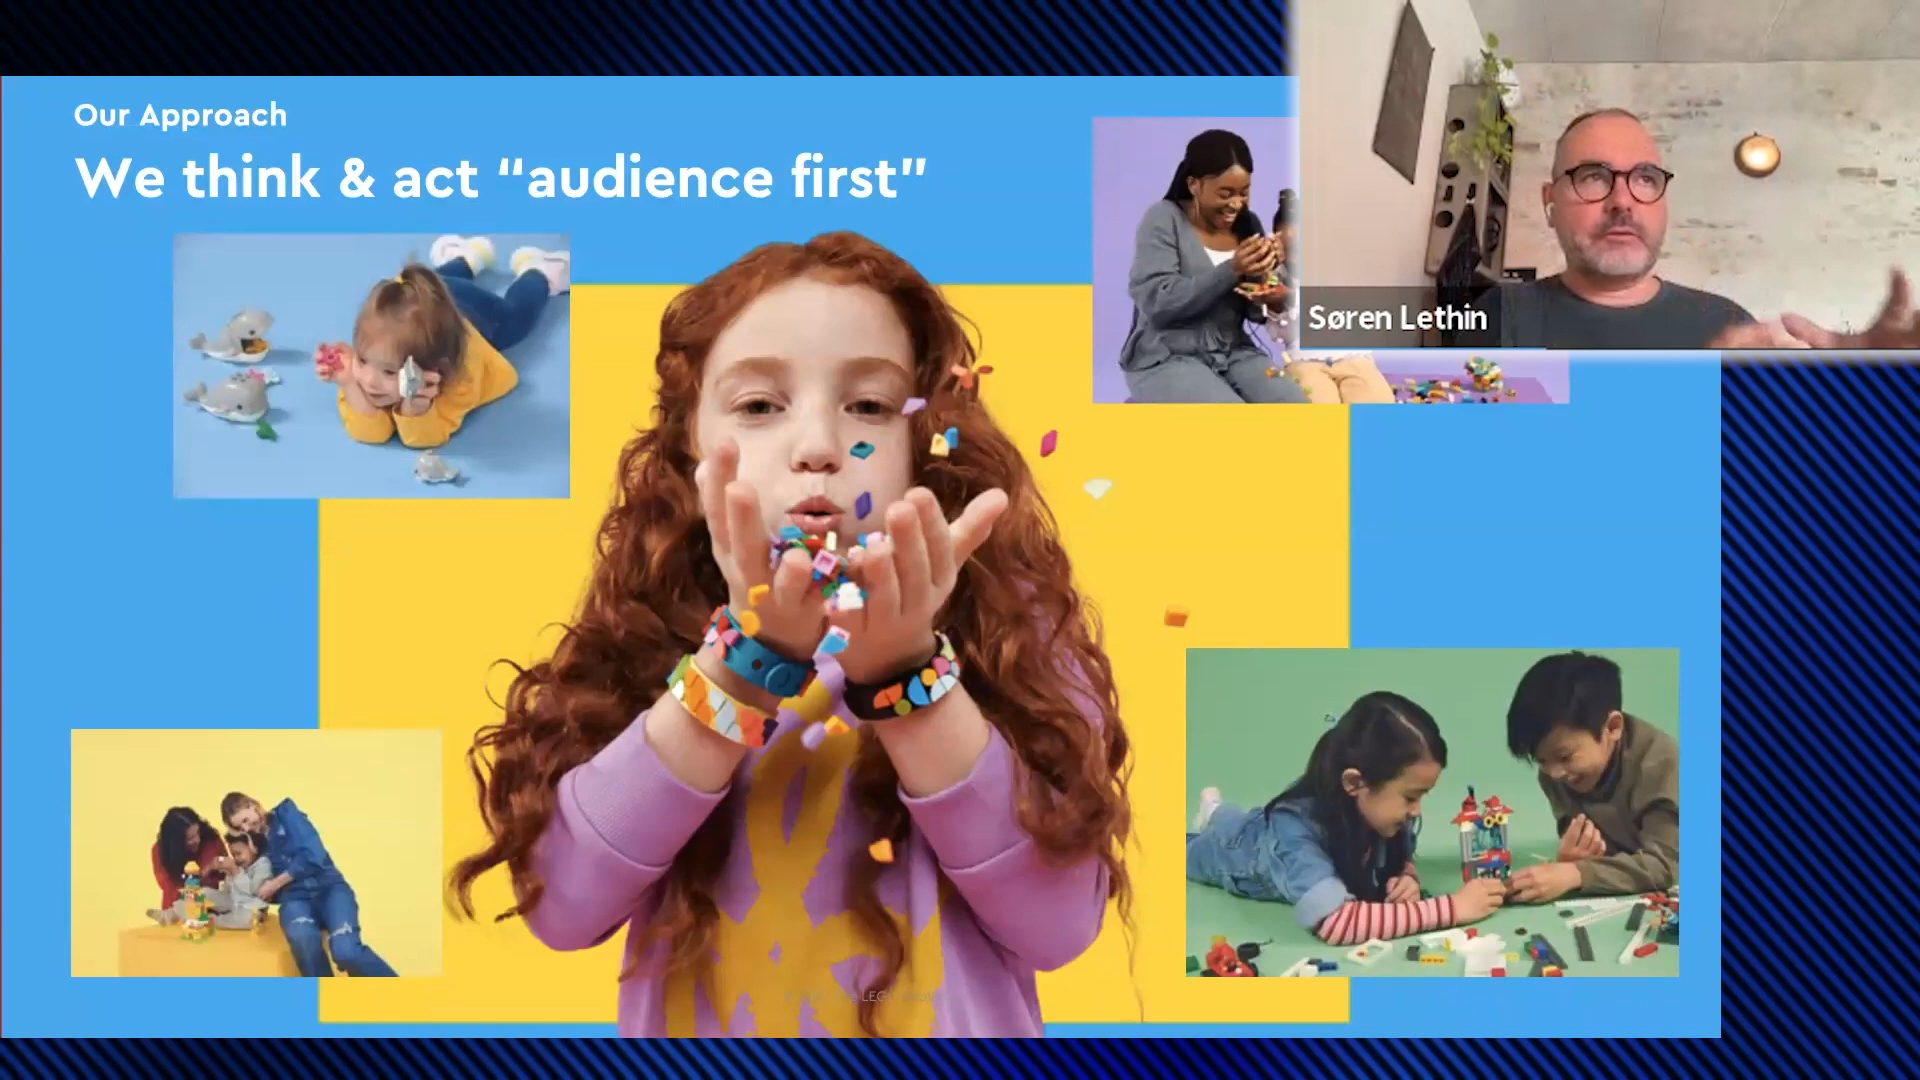 Our Approach
We think & act “audience first”
Søren Lethin